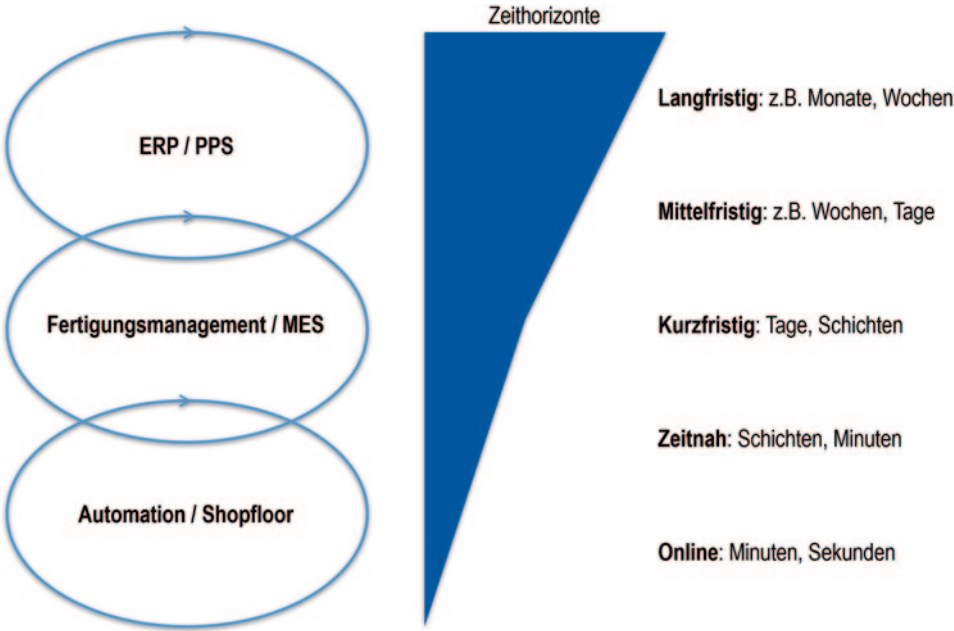 Zeithorizonte
ERP / PPS
Fertigungsmanagement / MES
Automation / Shopfloor
Langfristig: z.B. Monate, Wochen
Mittelfristig: z.B. Wochen, Tage
Kurzfristig: Tage, Schichten
Zeitnah: Schichten, Minuten
Online: Minuten, Sekunden